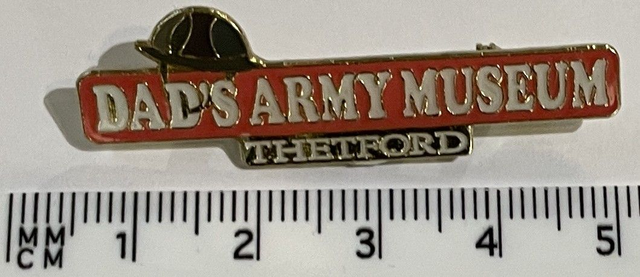 DAD'S ARMY MUSEUM
THETFORD
MM 1 2 3 4 5
CM